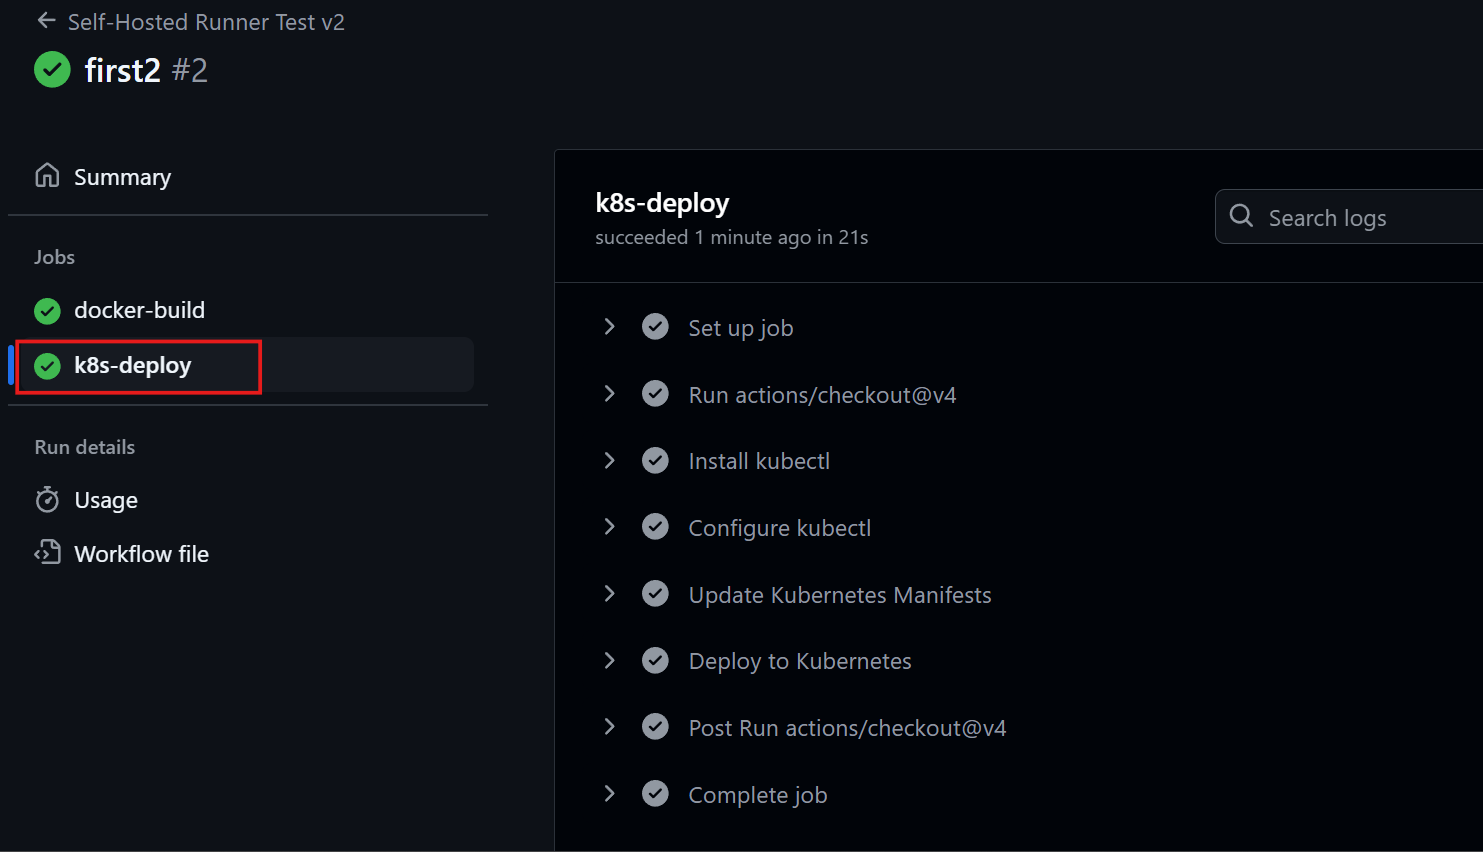 Self-Hosted Runner Test v2
first2 #2
Summary
Jobs
docker-build
k8s-deploy
Run details
Usage
Workflow file
k8s-deploy
succeeded 1 minute ago in 21s
Search logs
Set up job
Run actions/checkout@v4
Install kubectl
Configure kubectl
Update Kubernetes Manifests
Deploy to Kubernetes
Post Run actions/checkout@v4
Complete job